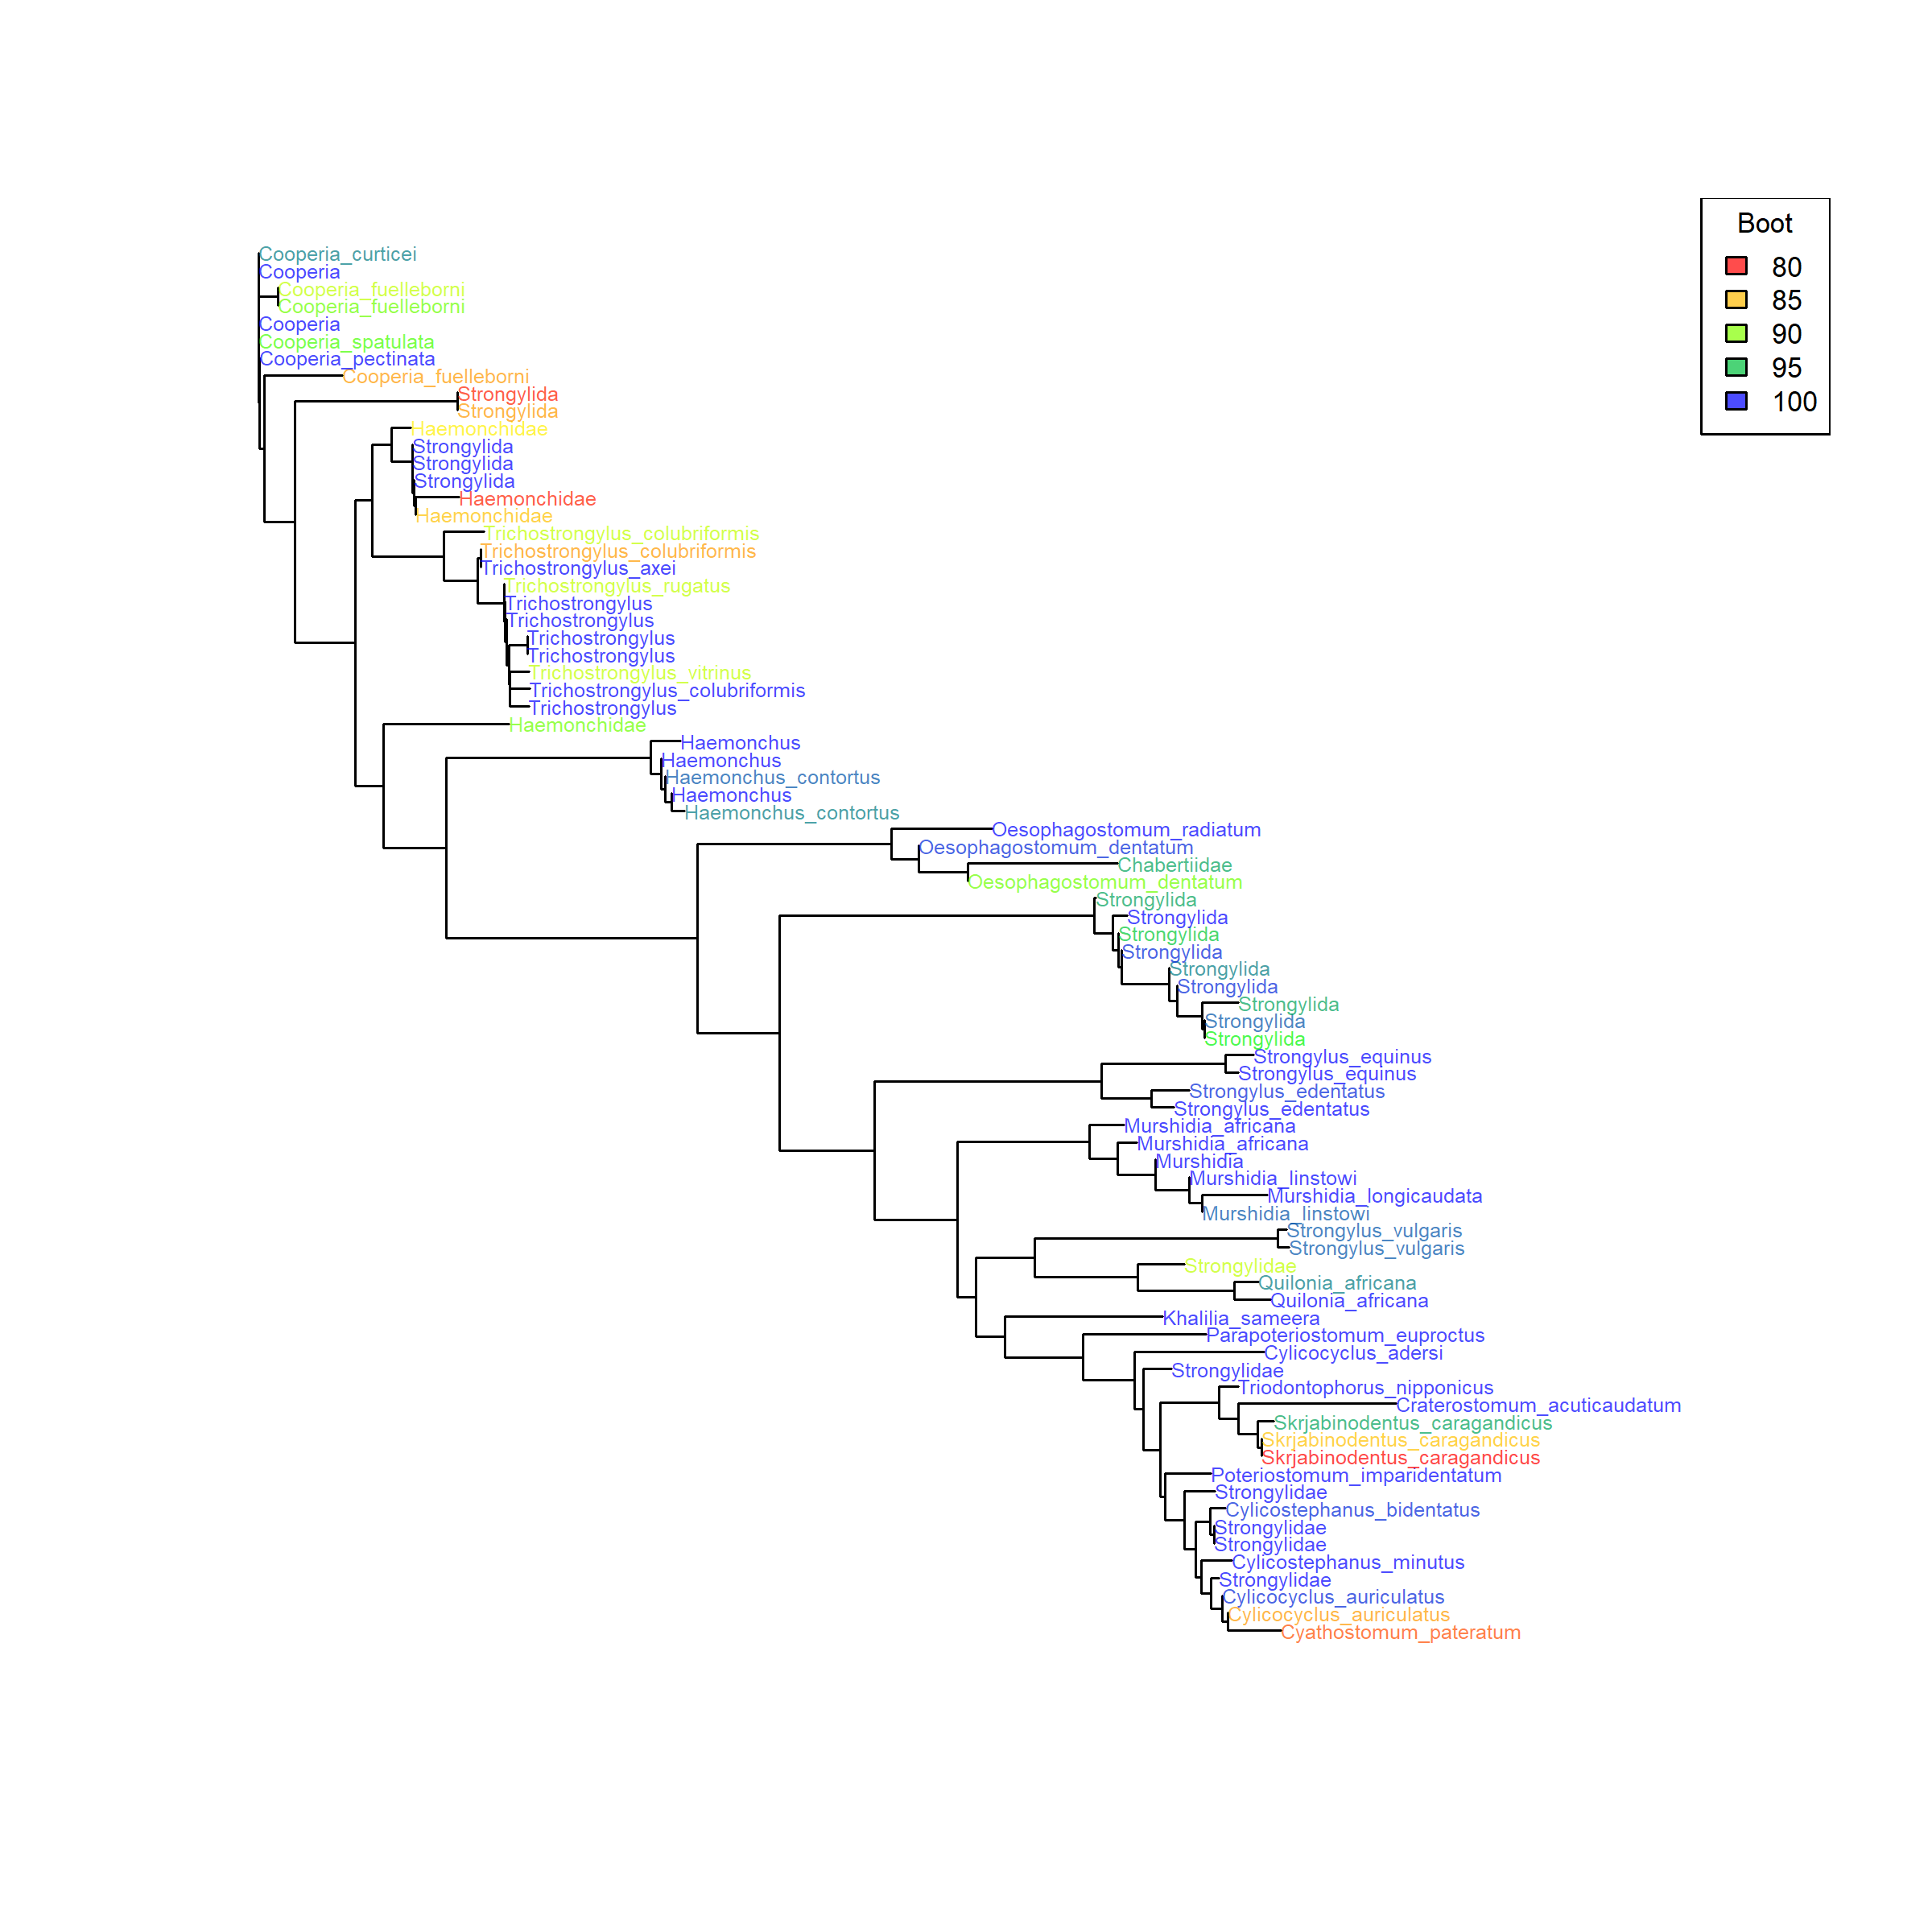 Boot
80
85
90
95
100
Cooperia_curticei
Cooperia
Cooperia_fuelleborni
Cooperia_fuelleborni
Cooperia
Cooperia_spatulata
Cooperia_pectinata
Cooperia_fuelleborni
Strongylida
Strongylida
Haemonchidae
Strongylida
Strongylida
Strongylida
Haemonchidae
Haemonchidae
Trichostrongylus_colubriformis
Trichostrongylus_colubriformis
Trichostrongylus_axei
Trichostrongylus_rugatus
Trichostrongylus
Trichostrongylus
Trichostrongylus
Trichostrongylus
Trichostrongylus_vitrinus
Trichostrongylus_colubriformis
Trichostrongylus
Haemonchidae
Haemonchus
Haemonchus
Haemonchus_contortus
Haemonchus
Haemonchus_contortus
Oesophagostomum_radiatum
Oesophagostomum_dentatum
Chabertiidae
Oesophagostomum_dentatum
Strongylida
Strongylida
Strongylida
Strongylida
Strongylida
Strongylida
Strongylida
Strongylida
Strongylida
Strongylus_equinus
Strongylus_equinus
Strongylus_edentatus
Strongylus_edentatus
Murshidia_africana
Murshidia_africana
Murshidia
Murshidia_linstowi
Murshidia_longicaudata
Murshidia_linstowi
Strongylus_vulgaris
Strongylus_vulgaris
Strongylidae
Quilonia_africana
Quilonia_africana
Khalilia_sameera
Parapoteriostomum_euproctus
Cylicocyclus_adersi
Strongylidae
Triodontophorus_nipponicus
Craterostomum_acuticaudatum
Skrjabinodentus_caragandicus
Skrjabinodentus_caragandicus
Skrjabinodentus_caragandicus
Poteriostomum_imparidentatum
Strongylidae
Cylicostephanus_bidentatus
Strongylidae
Strongylidae
Cylicostephanus_minutus
Strongylidae
Cylicocyclus_auriculatus
Cylicocyclus_auriculatus
Cyathostomum_pateratum